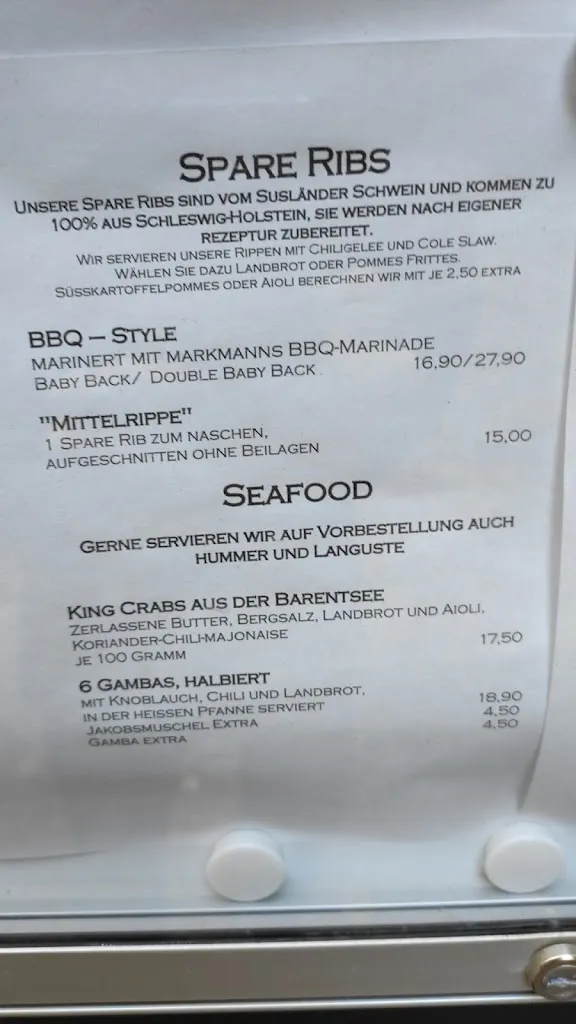 SPARE RIBS
UNSERE SPARE RIBS SIND VOM SUSLÄNDER SCHWEIN UND KOMMEN ZU
100% AUS SCHLESWIG-HOLSTEIN, SIE WERDEN NACH EIGENER
REZEPTUR ZUBEREITET.
WIR SERVIEREN UNSERE RIPPEN MIT CHILIGELEE UND COLE SLAW.
WÄHLEN SIE DAZU LANDBROT ODER POMMES FRITTES.
SÜSSKARTOFFELPOMMES ODER AIOLI BERECHNEN WIR MIT JE 2,50 EXTRA
BBQ – STYLE
MARINERT MIT MARKMANNS BBQ-MARINADE
BABY BACK/ DOUBLE BABY BACK 16,90/27,90
"MITTELRIPPE"
1 SPARE RIB ZUM NASCHEN, 15,00
AUFGESCHNITTEN OHNE BEILAGEN
SEAFOOD
GERNE SERVIEREN WIR AUF VORBESTELLUNG AUCH
HUMMER UND LANGUSTE
KING CRABS AUS DER BARENTSEE
ZERLASSENE BUTTER, BERGSALZ, LANDBROT UND AIOLI,
KORIANDER-CHILI-MAJONAISE 17,50
JE 100 GRAMM
6 GAMBAS, HALBIERT
MIT KNOBLAUCH, CHILI UND LANDBROT,
IN DER HEISSEN PFANNE SERVIERT 18,90
JAKOBSMUSCHEL EXTRA 4,50
GAMBA EXTRA 4,50